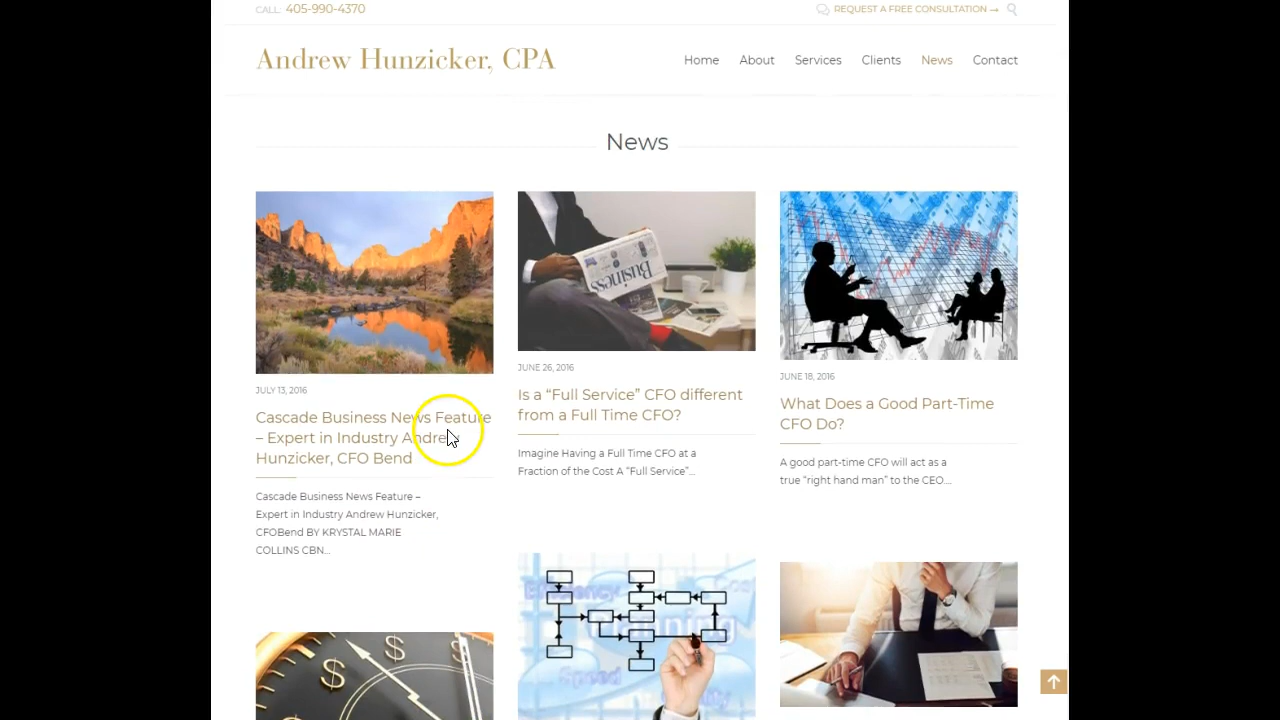 CALL: 405-990-4370
REQUEST A FREE CONSULTATION →
Andrew Hunzicker, CPA
Home About Services Clients News Contact
News
Business
JULY 13, 2016
Cascade Business News Feature
– Expert in Industry Andrew
Hunzicker, CFO Bend
Cascade Business News Feature –
Expert in Industry Andrew Hunzicker,
CFOBend BY KRYSTAL MARIE
COLLINS CBN...
JUNE 26, 2016
Is a “Full Service” CFO different
from a Full Time CFO?
Imagine Having a Full Time CFO at a
Fraction of the Cost A “Full Service”...
JUNE 18, 2016
What Does a Good Part-Time
CFO Do?
A good part-time CFO will act as a
true “right hand man” to the CEO....
$ $ $
Efficiency
Planning
Speed